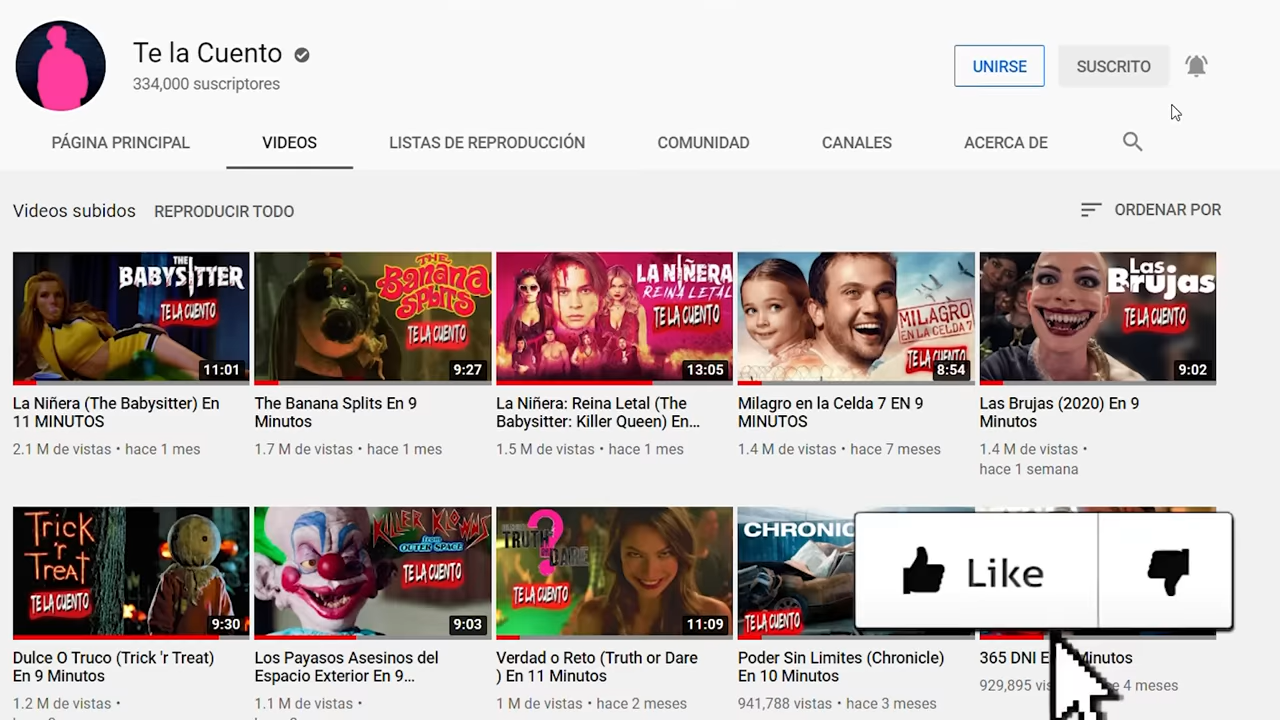 Te la Cuento
334,000 suscriptores
UNIRSE
SUSCRITO
PÁGINA PRINCIPAL
VIDEOS
LISTAS DE REPRODUCCIÓN
COMUNIDAD
CANALES
ACERCA DE
Videos subidos
REPRODUCIR TODO
ORDENAR POR
THE
BABYSITTER
TE LA CUENTO
11:01
THE
Banana
SPLITS
TE LA CUENTO
9:27
LA NIÑERA
REINA LETAL
TE LA CUENTO
13:05
MILAGRO
EN LA CELDA 7
TE LA CUENTO
8:54
Las
Brujas
TE LA CUENTO
9:02
La Niñera (The Babysitter) En
11 MINUTOS
2.1 M de vistas • hace 1 mes
The Banana Splits En 9
Minutos
1.7 M de vistas • hace 1 mes
La Niñera: Reina Letal (The
Babysitter: Killer Queen) En...
1.5 M de vistas • hace 1 mes
Milagro en la Celda 7 EN 9
MINUTOS
1.4 M de vistas • hace 7 meses
Las Brujas (2020) En 9
Minutos
1.4 M de vistas •
hace 1 semana
Trick
'r
Treat
TE LA CUENTO
9:30
KILLER KLOWNS
from
OUTER SPACE
TE LA CUENTO
9:03
TRUTH
OR
DARE
TE LA CUENTO
11:09
CHRONIC
TE LA CUENTO
Like
Dulce O Truco (Trick 'r Treat)
En 9 Minutos
1.2 M de vistas •
Los Payasos Asesinos del
Espacio Exterior En 9...
1.1 M de vistas •
Verdad o Reto (Truth or Dare
) En 11 Minutos
1 M de vistas • hace 2 meses
Poder Sin Limites (Chronicle)
En 10 Minutos
941,788 vistas • hace 3 meses
365 DNI E Minutos
929,895 vis e 4 meses